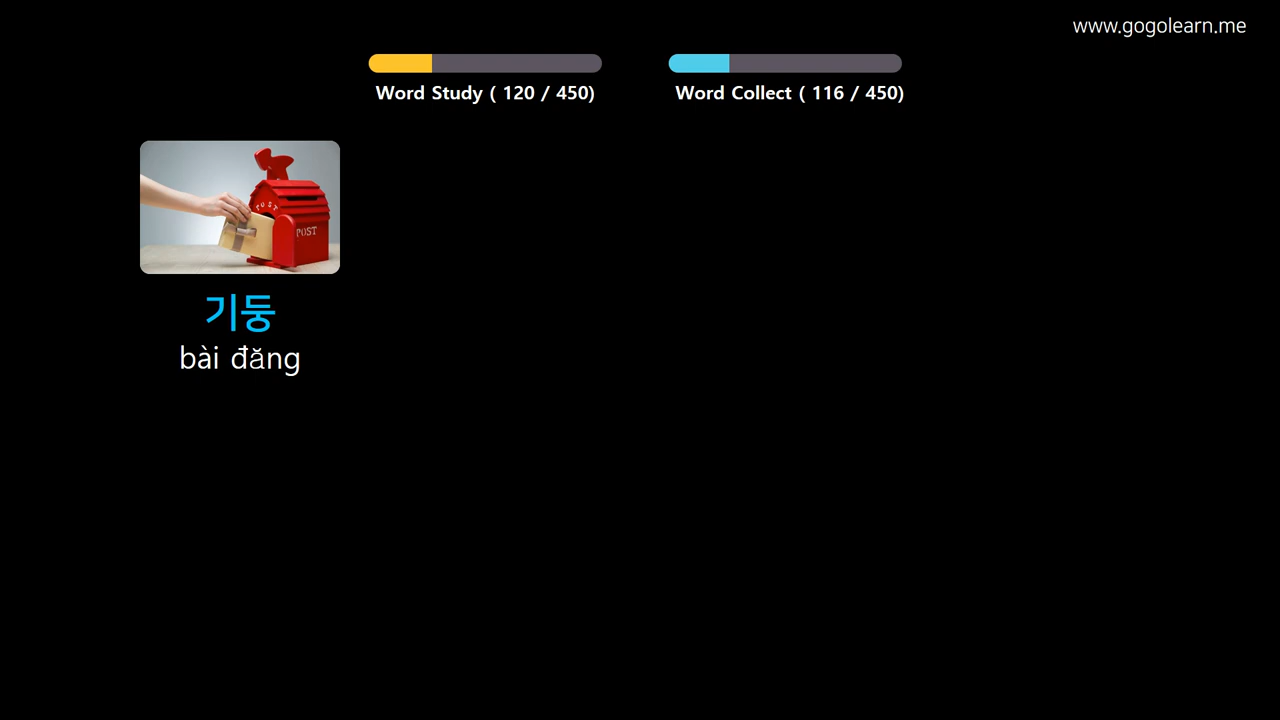 www.gogolearn.me
Word Study ( 120 / 450)
Word Collect ( 116 / 450)
POST
POST
기둥
bài đăng